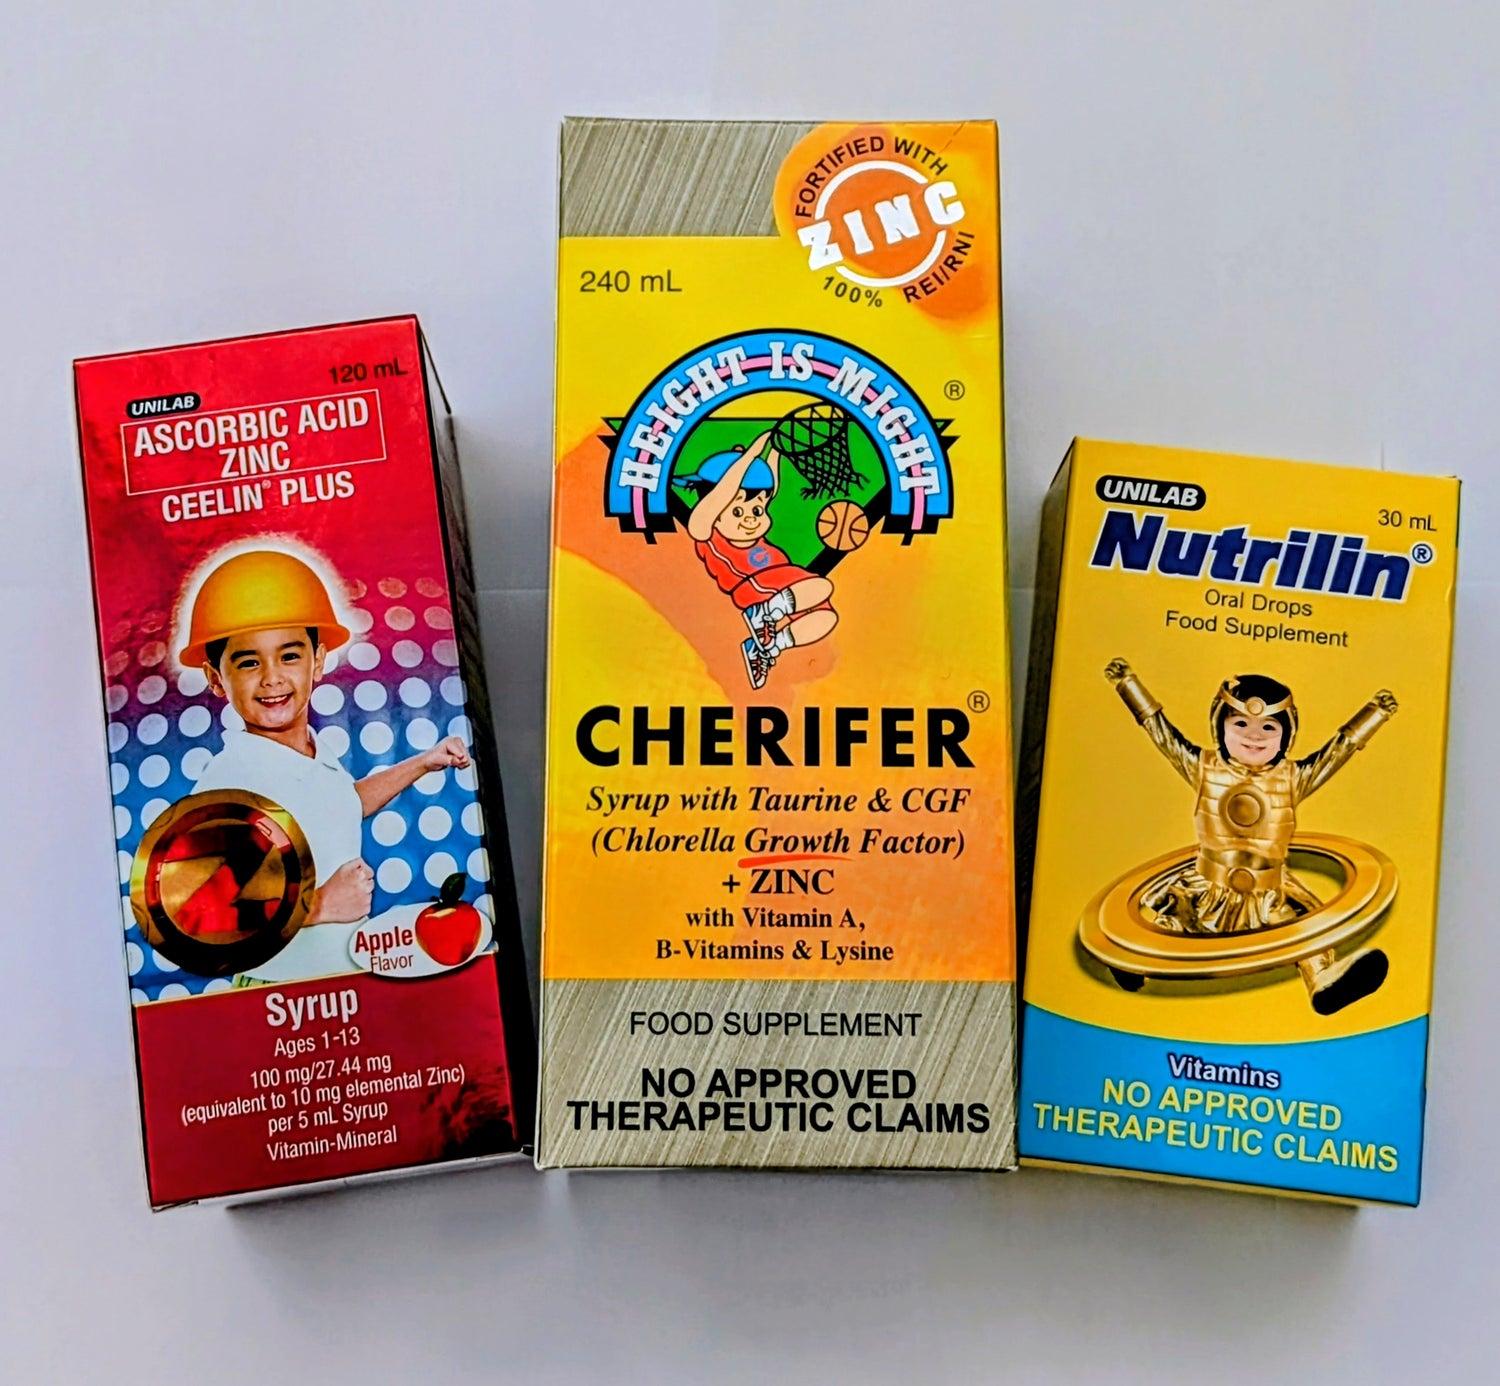 120 mL
UNILAB
ASCORBIC ACID
ZINC
CEELIN® PLUS
Apple
Flavor
Syrup
Ages 1-13
100 mg/27.44 mg
(equivalent to 10 mg elemental Zinc)
per 5 mL Syrup
Vitamin-Mineral
FORTIFIED WITH
ZINC
100% REI/RNI
240 mL
HEIGHT IS MIGHT
®
CHERIFER®
Syrup with Taurine & CGF
(Chlorella Growth Factor)
+ ZINC
with Vitamin A,
B-Vitamins & Lysine
FOOD SUPPLEMENT
NO APPROVED
THERAPEUTIC CLAIMS
UNILAB
30 mL
Nutrilin®
Oral Drops
Food Supplement
Vitamins
NO APPROVED
THERAPEUTIC CLAIMS